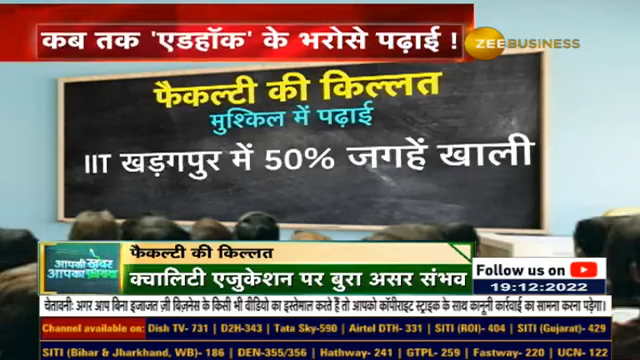 कब तक 'एडहॉक' के भरोसे पढ़ाई !
ZEEBUSINESS
फैकल्टी की किल्लत
मुश्किल में पढ़ाई
IIT खड़गपुर में 50% जगहें खाली
आपकी खबर
आपका फायदा
फैकल्टी की किल्लत
क्वालिटी एजुकेशन पर बुरा असर संभव
Follow us on
19:12:2022
चेतावनी: अगर आप बिना इजाजत ज़ी बिज़नेस के किसी भी वीडियो का इस्तेमाल करते हैं तो आपको कॉपीराइट स्ट्राइक के साथ कानूनी कार्रवाई का सामना करना पड़ेगा.
Channel available on: Dish TV- 731 | D2H-343 | Tata Sky-590 | Airtel DTH- 331 | SITI (ROI) - 404 | SITI (Gujarat)- 429
SITI (Bihar & Jharkhand, WB)- 186 | DEN-355/356 | Hathway- 241 | GTPL- 259 | Fastway- 220 | UCN- 122